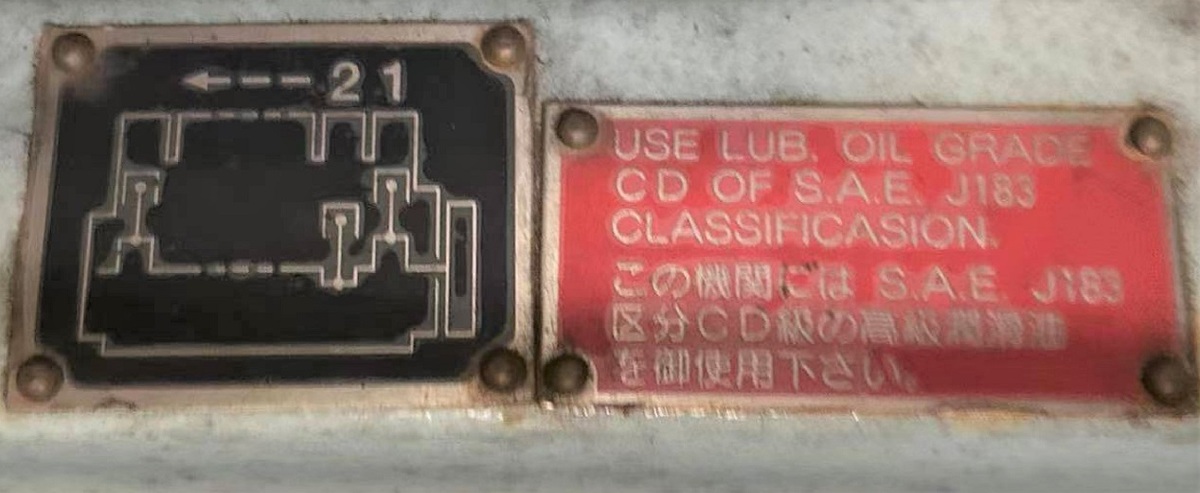 21
USE LUB. OIL GRADE
CD OF S.A.E. J183
CLASSIFICASION.
この機関には S.A.E. J183
区分CD級の高級潤滑油
を御使用下さい。